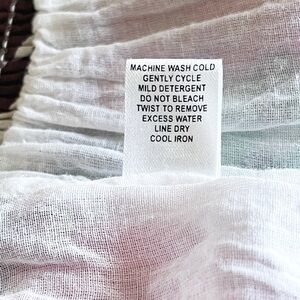 MACHINE WASH COLD
GENTLY CYCLE
MILD DETERGENT
DO NOT BLEACH
TWIST TO REMOVE
EXCESS WATER
LINE DRY
COOL IRON